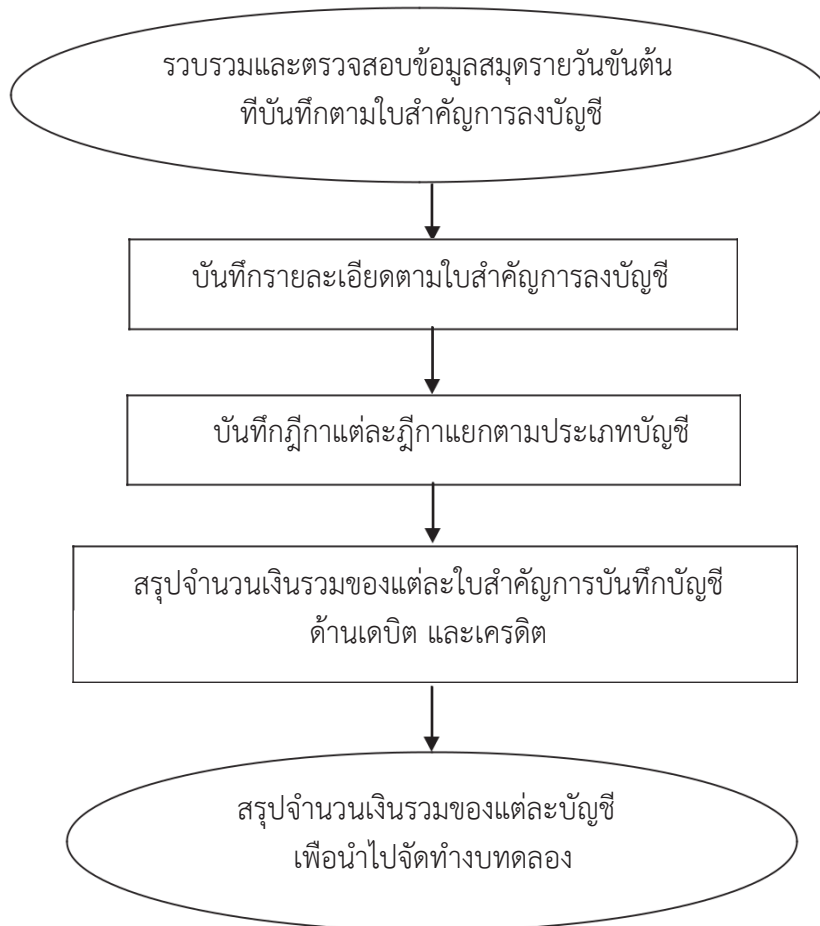 รวบรวมและตรวจสอบข้อมูลสมุดรายวันขันต้น
ทีบันทึกตามใบสำคัญการลงบัญชี
บันทึกรายละเอียดตามใบสำคัญการลงบัญชี
บันทึกฎีกาแต่ละฎีกาแยกตามประเภทบัญชี
สรุปจำนวนเงินรวมของแต่ละใบสำคัญการบันทึกบัญชี
ด้านเดบิต และเครดิต
สรุปจำนวนเงินรวมของแต่ละบัญชี
เพือนำไปจัดทำงบทดลอง